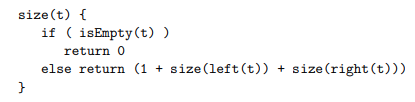 size(t) {
   if ( isEmpty(t) )
      return 0
   else return (1 + size(left(t)) + size(right(t)))
}